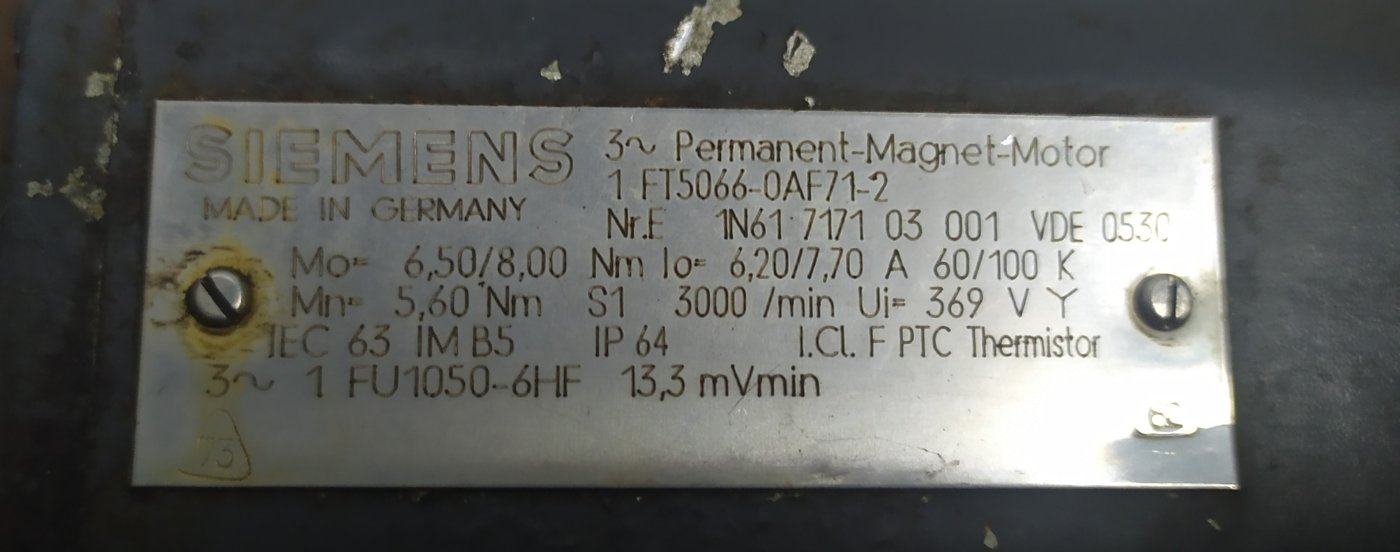 SIEMENS
MADE IN GERMANY
3~ Permanent-Magnet-Motor
1 FT5066-0AF71-2
Nr.E 1N61 7171 03 001 VDE 0530
Mo= 6,50/8,00 Nm Io= 6,20/7,70 A 60/100 K
Mn= 5,60 Nm S1 3000 /min Ui= 369 V Y
IEC 63 IM B5 IP 64 I.Cl. F PTC Thermistor
3~ 1 FU1050-6HF 13,3 mVmin
73